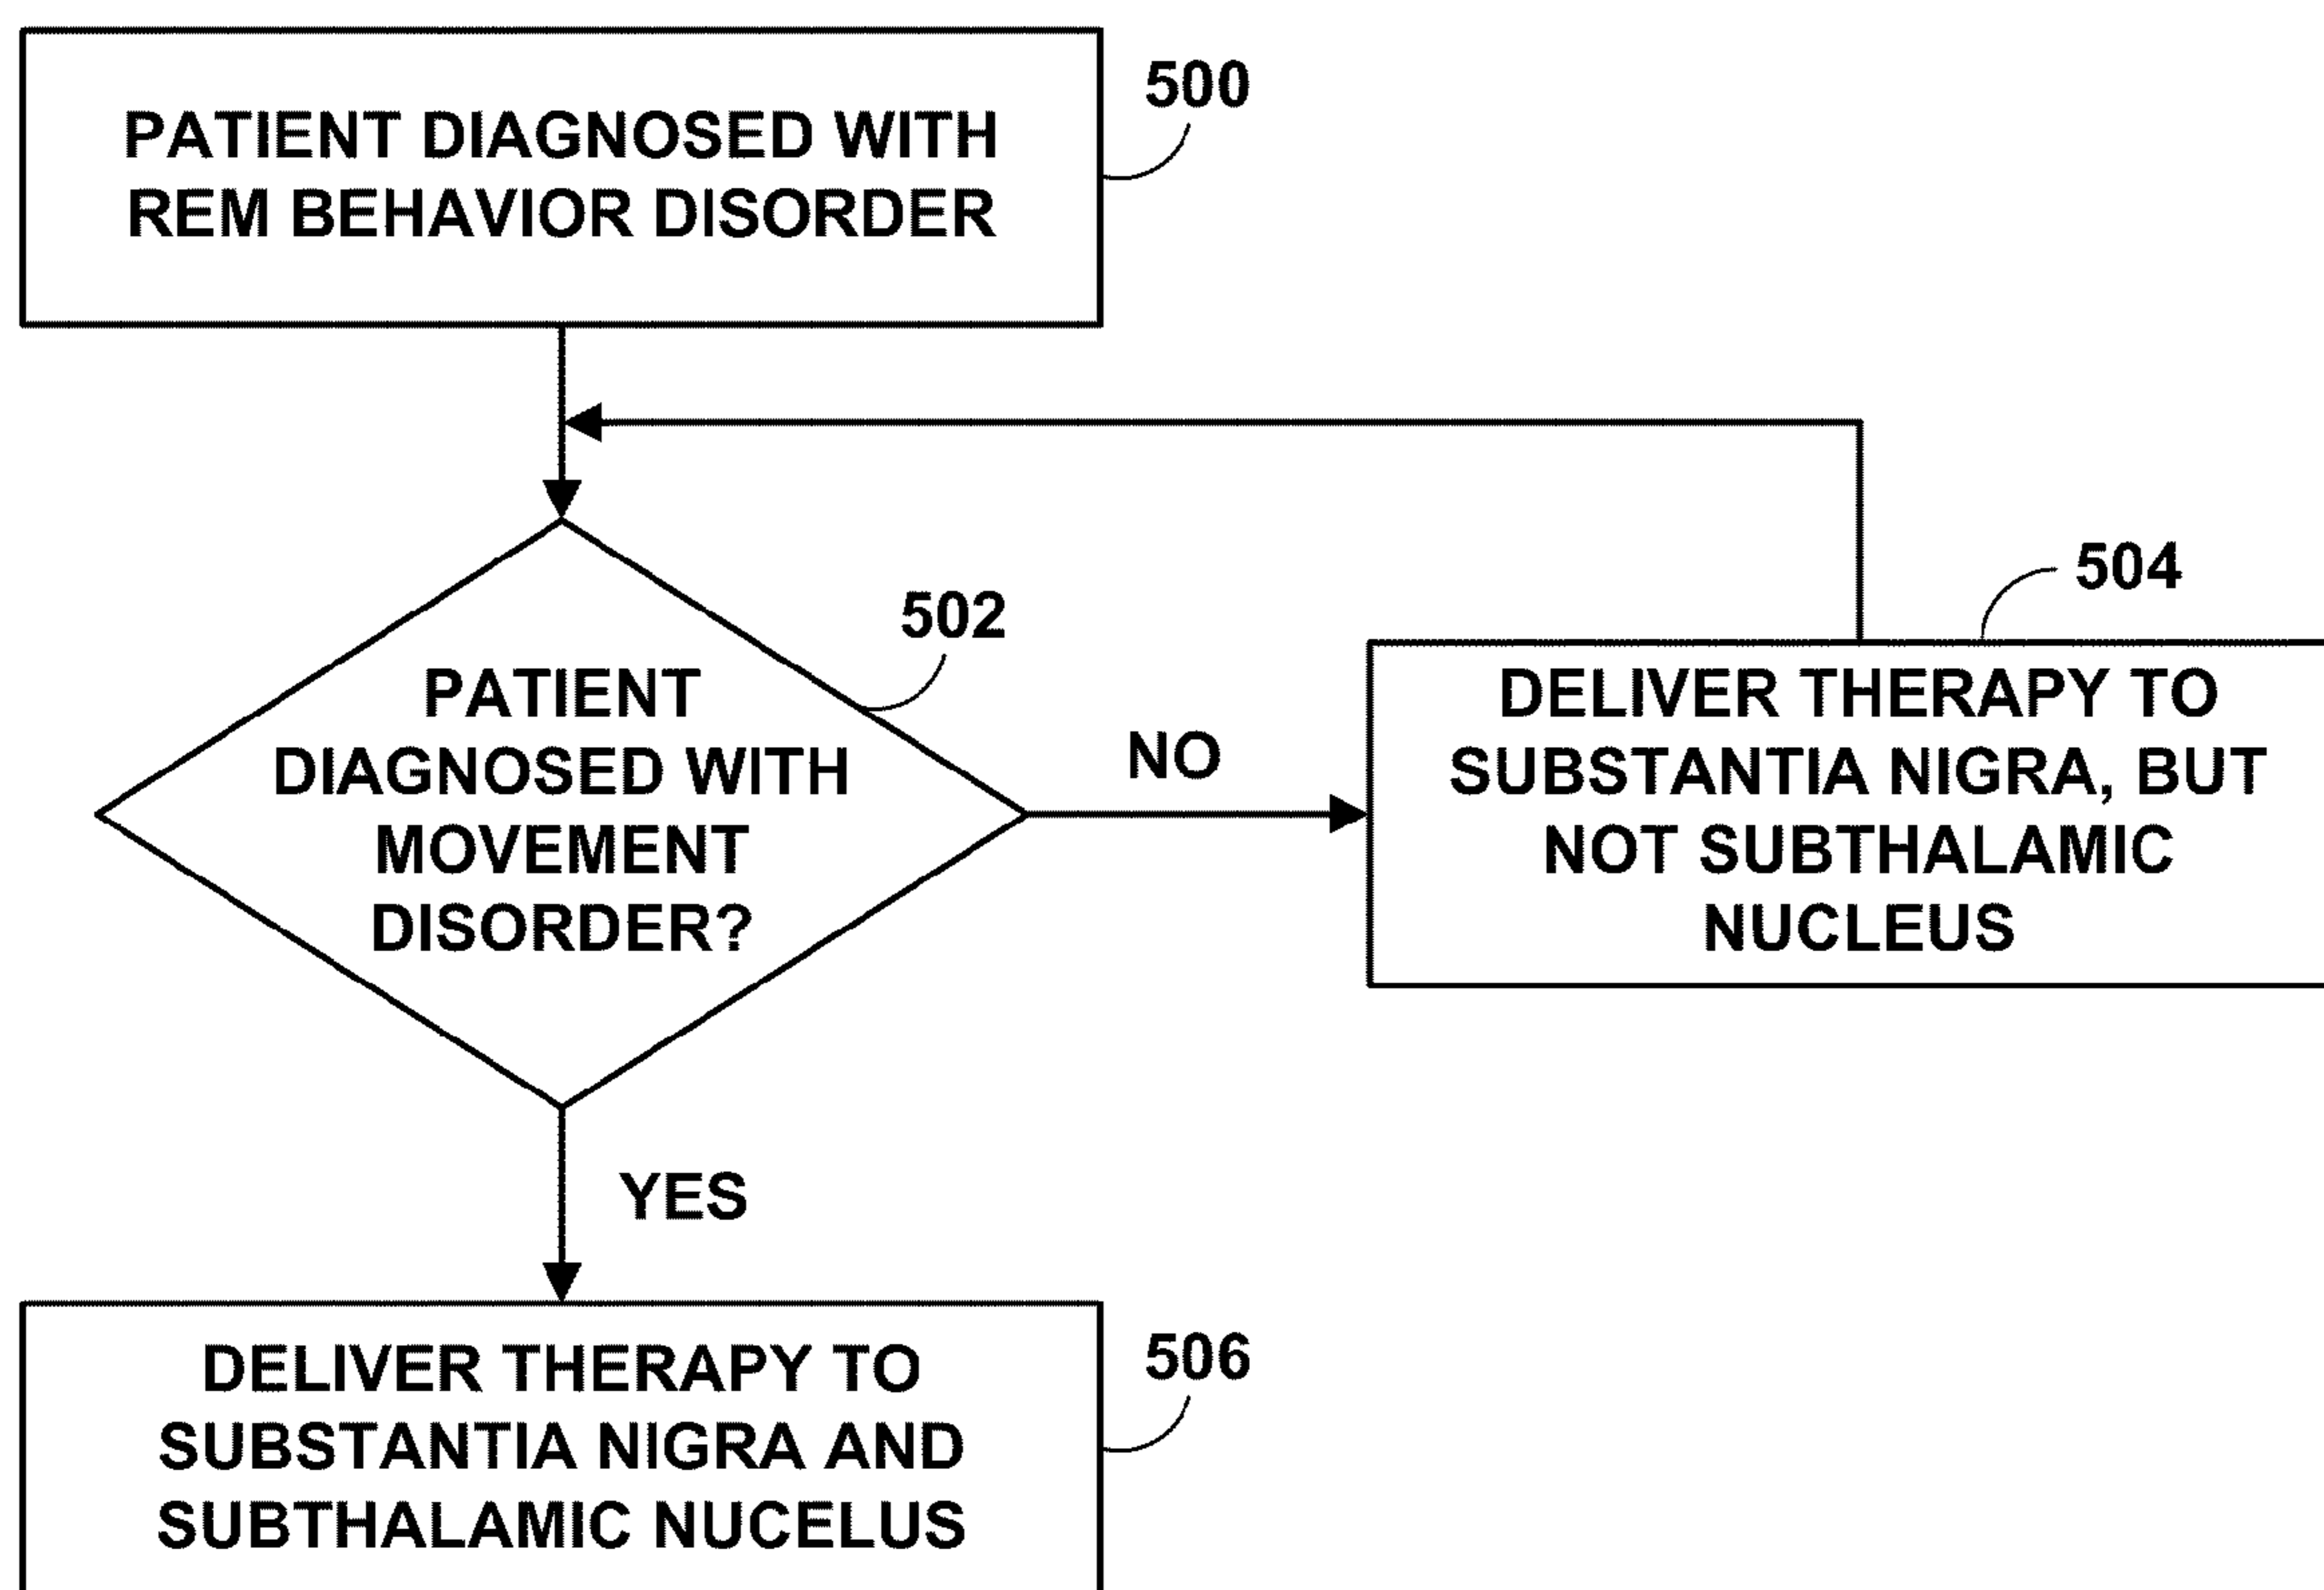 PATIENT DIAGNOSED WITH
REM BEHAVIOR DISORDER
500
502
PATIENT
DIAGNOSED WITH
MOVEMENT
DISORDER?
NO
504
DELIVER THERAPY TO
SUBSTANTIA NIGRA, BUT
NOT SUBTHALAMIC
NUCLEUS
YES
DELIVER THERAPY TO
SUBSTANTIA NIGRA AND
SUBTHALAMIC NUCELUS
506